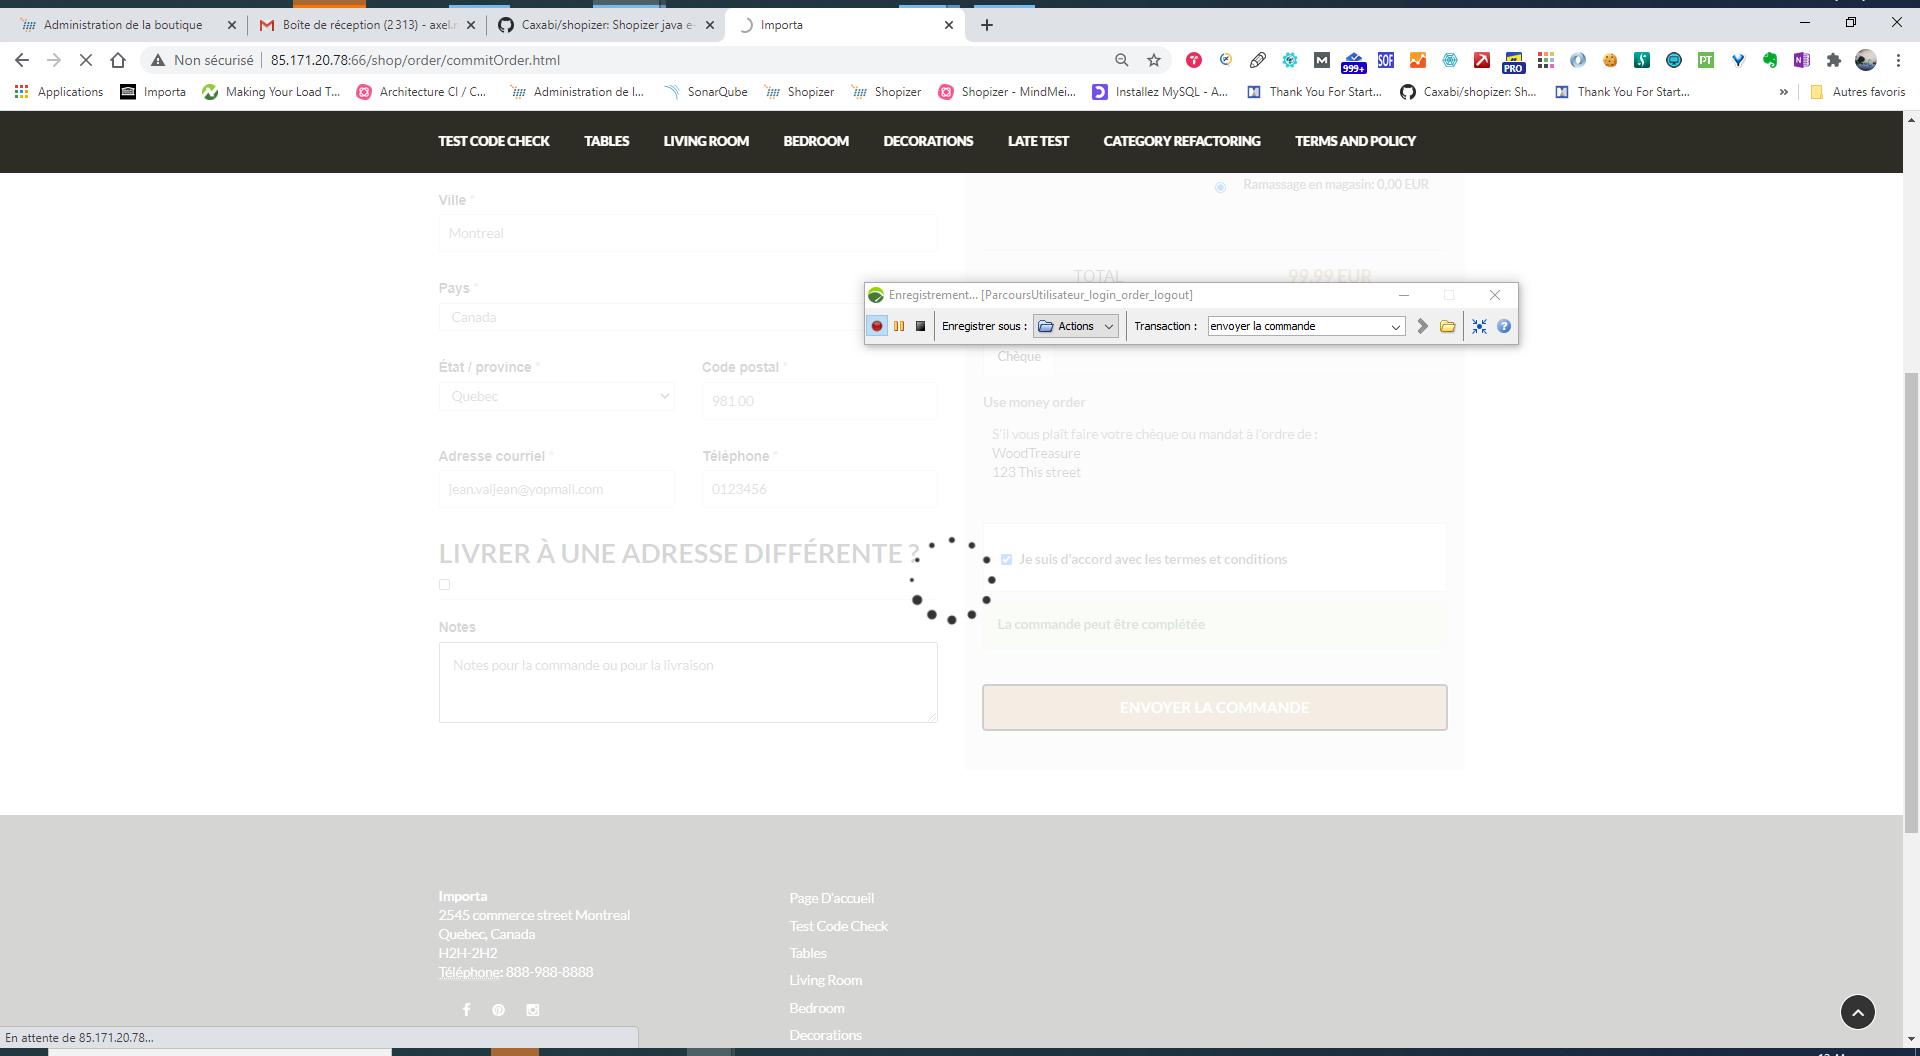 Administration de la boutique
Boîte de réception (2 313) - axel.r
Caxabi/shopizer: Shopizer java e-
Importa
Non sécurisé
85.171.20.78:66/shop/order/commitOrder.html
999+
SOF
PRO
PT
Applications
Importa
Making Your Load T...
Architecture CI / C...
Administration de l...
SonarQube
Shopizer
Shopizer
Shopizer - MindMei...
Installez MySQL - A...
Thank You For Start...
Caxabi/shopizer: Sh...
Thank You For Start...
»
Autres favoris
TEST CODE CHECK
TABLES
LIVING ROOM
BEDROOM
DECORATIONS
LATE TEST
CATEGORY REFACTORING
TERMS AND POLICY
Ramassage en magasin: 0,00 EUR
Ville *
Montreal
TOTAL
99,99 EUR
Pays *
Canada
Enregistrement... [ParcoursUtilisateur_login_order_logout]
Enregistrer sous :
Actions
Transaction :
envoyer la commande
Chèque
État / province *
Code postal *
Quebec
981.00
Use money order
S'il vous plaît faire votre chèque ou mandat à l'ordre de :
WoodTreasure
123 This street
Adresse courriel *
Téléphone *
jean.valjean@yopmail.com
0123456
LIVRER À UNE ADRESSE DIFFÉRENTE ?
Je suis d'accord avec les termes et conditions
Notes
La commande peut être complétée
Notes pour la commande ou pour la livraison
ENVOYER LA COMMANDE
Importa
2545 commerce street Montreal
Quebec, Canada
H2H-2H2
Téléphone: 888-988-8888
Page D'accueil
Test Code Check
Tables
Living Room
Bedroom
Decorations
En attente de 85.171.20.78...